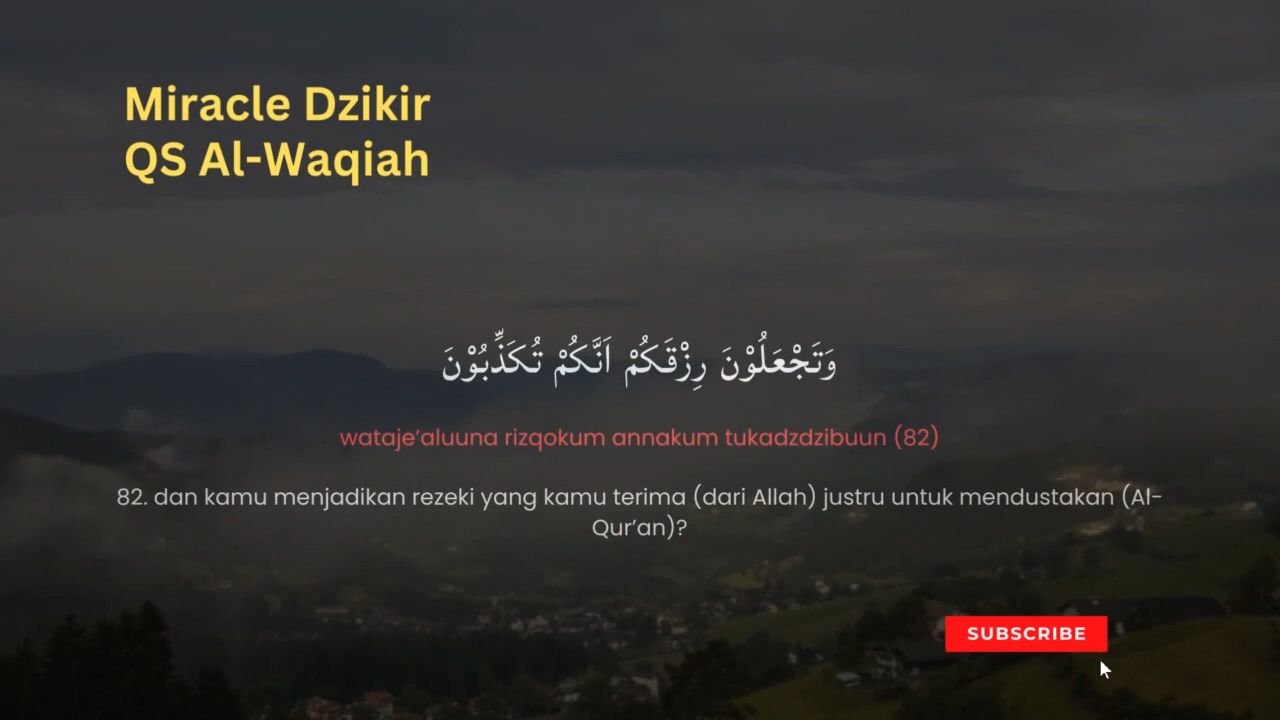 Miracle Dzikir
QS Al-Waqiah
وَتَجْعَلُوْنَ رِزْقَكُمْ اَنَّكُمْ تُكَذِّبُوْنَ
wataje’aluuna rizqokum annakum tukadzdzibuun (82)
82. dan kamu menjadikan rezeki yang kamu terima (dari Allah) justru untuk mendustakan (Al-
Qur’an)?
SUBSCRIBE